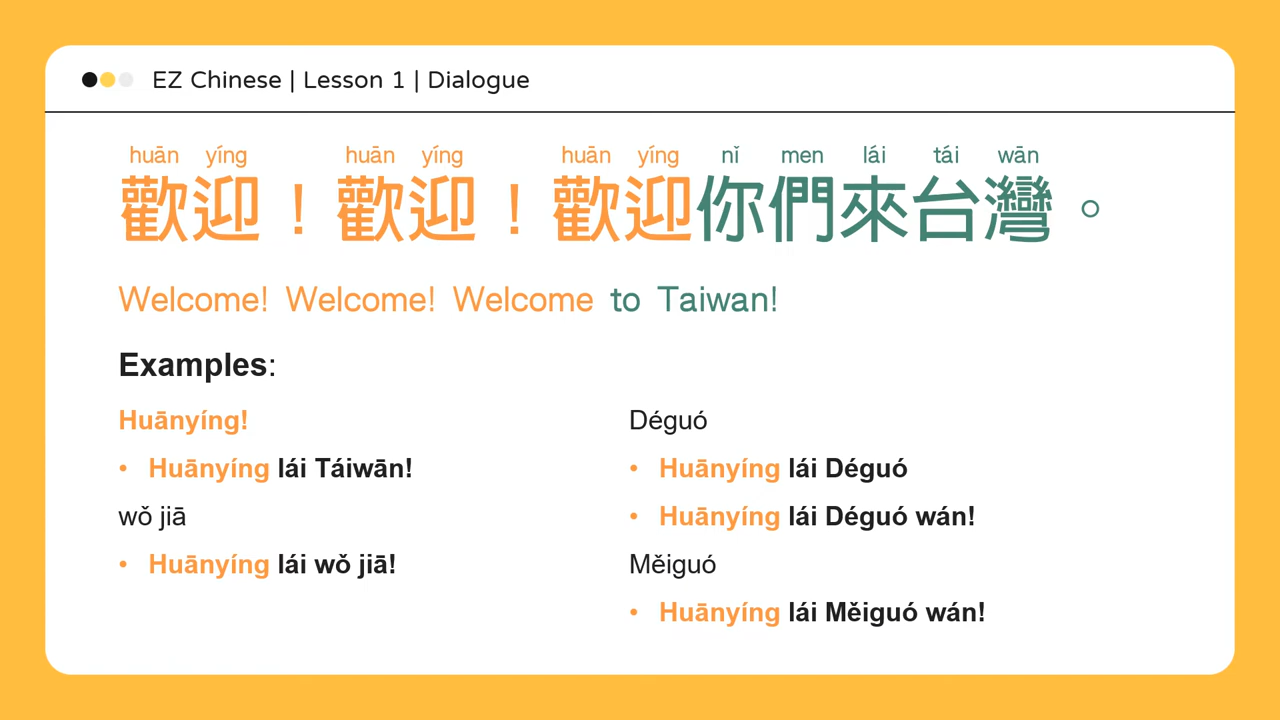 EZ Chinese | Lesson 1 | Dialogue
huān yíng huān yíng huān yíng nǐ men lái tái wān
歡迎！歡迎！歡迎你們來台灣。
Welcome! Welcome! Welcome to Taiwan!
Examples:
Huānyíng!
• Huānyíng lái Táiwān!
wǒ jiā
• Huānyíng lái wǒ jiā!
Déguó
• Huānyíng lái Déguó
• Huānyíng lái Déguó wán!
Měiguó
• Huānyíng lái Měiguó wán!